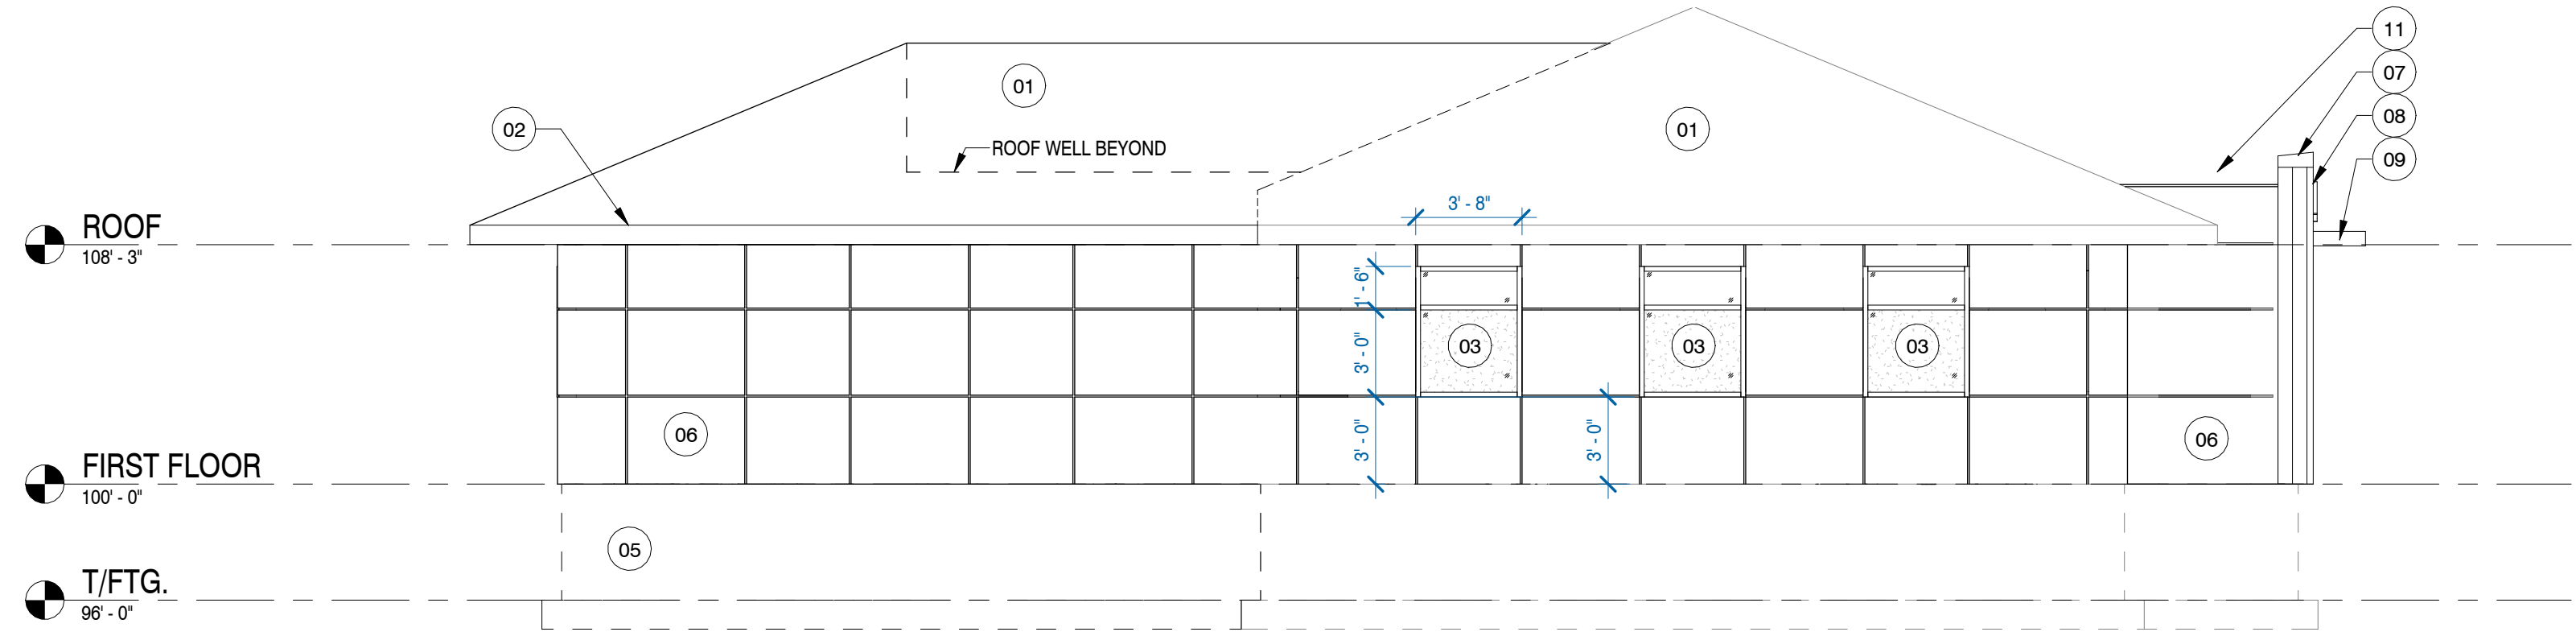 11
07
01
08
02
01
ROOF WELL BEYOND
09
3' - 8"
ROOF
108' - 3"
1' - 6"
3' - 0"
03
03
03
06
3' - 0"
3' - 0"
06
FIRST FLOOR
100' - 0"
05
T/FTG.
96' - 0"